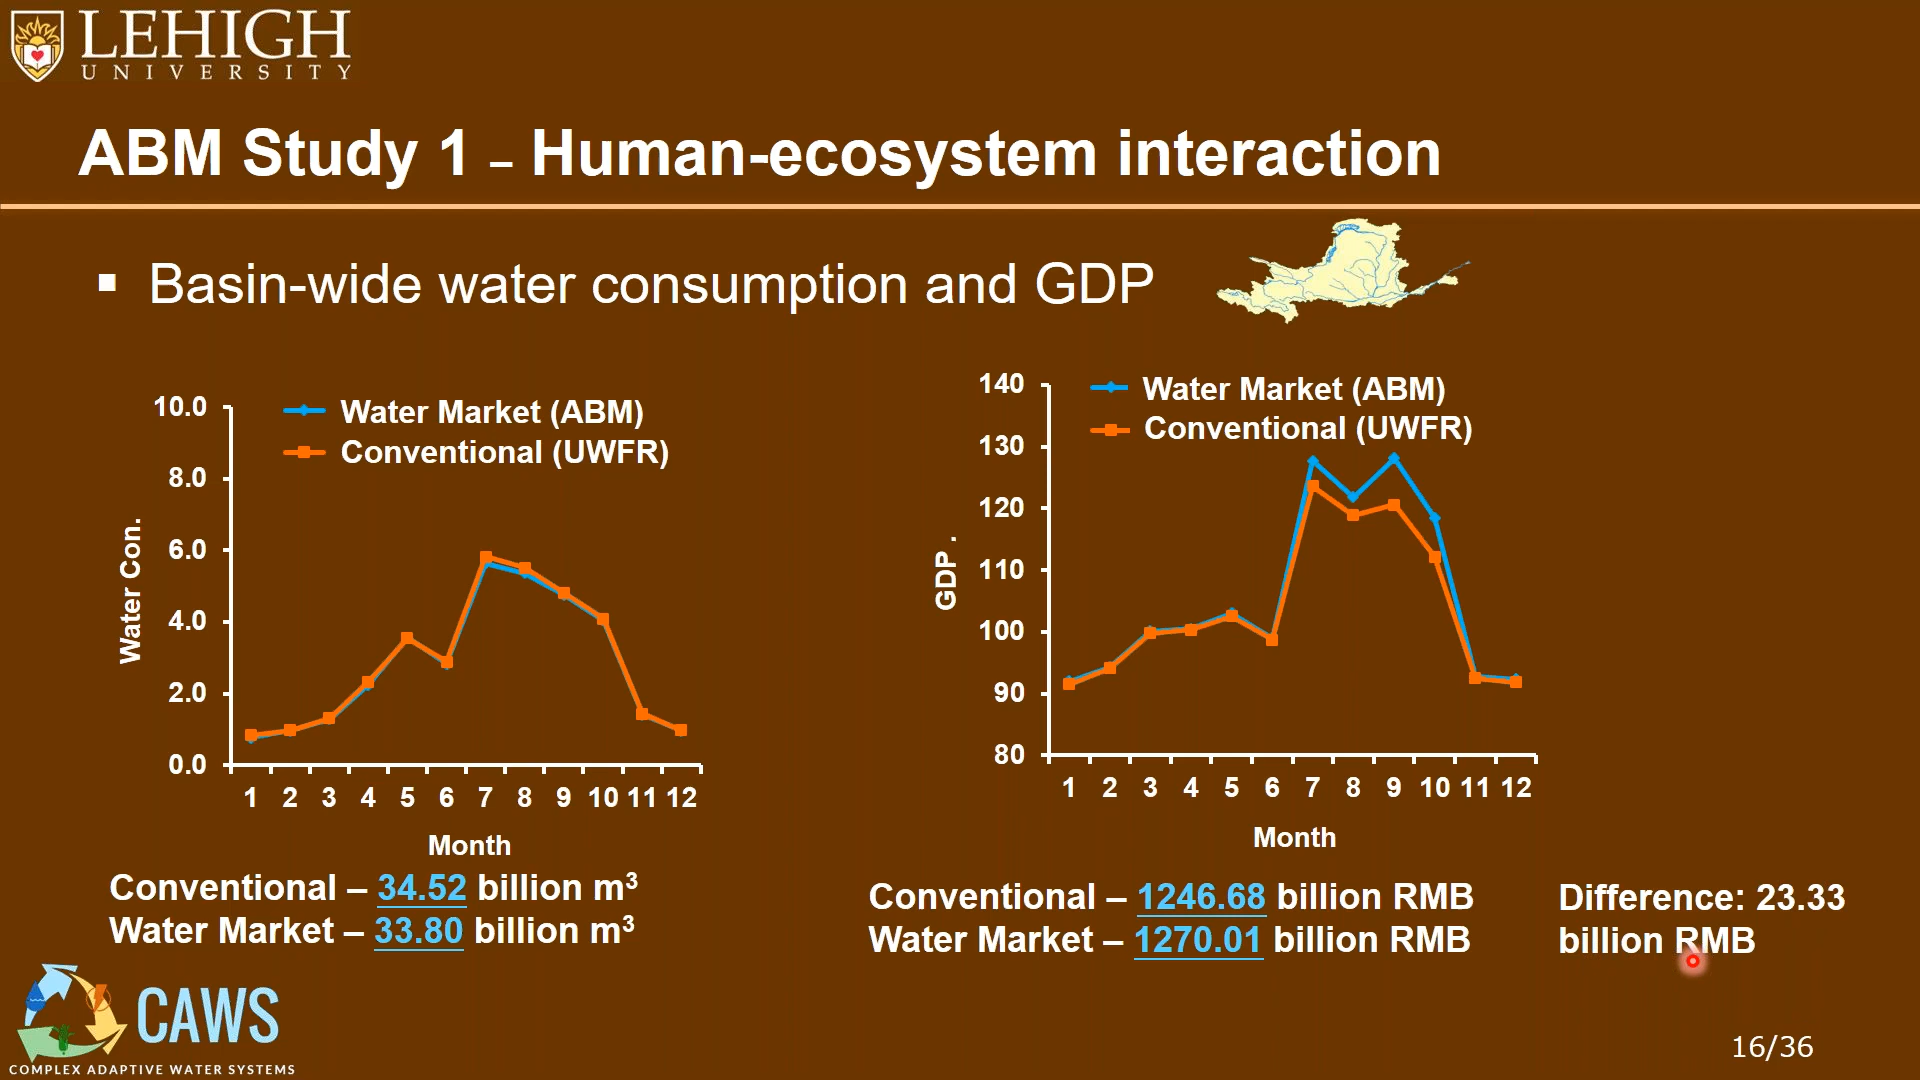 LEHIGH
UNIVERSITY
ABM Study 1 – Human-ecosystem interaction
▪ Basin-wide water consumption and GDP
Water Market (ABM)
Conventional (UWFR)
10.0
8.0
6.0
4.0
2.0
0.0
Water Con.
1 2 3 4 5 6 7 8 9 10 11 12
Month
Conventional – 34.52 billion m³
Water Market – 33.80 billion m³
Water Market (ABM)
Conventional (UWFR)
140
130
120
110
100
90
80
GDP .
1 2 3 4 5 6 7 8 9 10 11 12
Month
Conventional – 1246.68 billion RMB
Water Market – 1270.01 billion RMB
Difference: 23.33
billion RMB
CAWS
COMPLEX ADAPTIVE WATER SYSTEMS
16/36